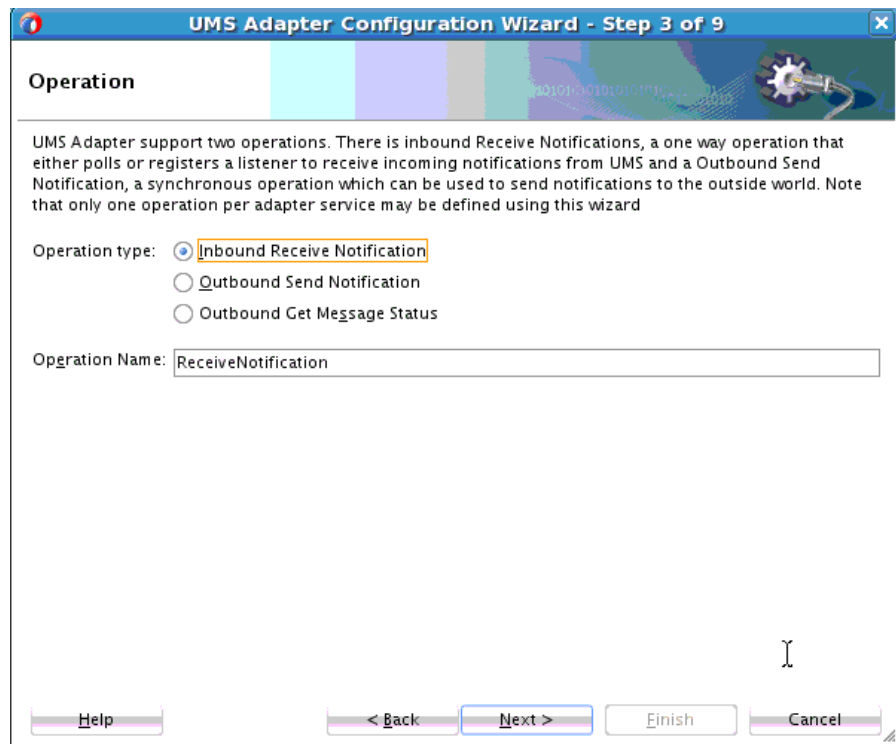 UMS Adapter Configuration Wizard - Step 3 of 9
Operation
UMS Adapter support two operations. There is inbound Receive Notifications, a one way operation that
either polls or registers a listener to receive incoming notifications from UMS and a Outbound Send
Notification, a synchronous operation which can be used to send notifications to the outside world. Note
that only one operation per adapter service may be defined using this wizard
Operation type: Inbound Receive Notification
Outbound Send Notification
Outbound Get Message Status
Operation Name: ReceiveNotification
Help < Back Next > Finish Cancel